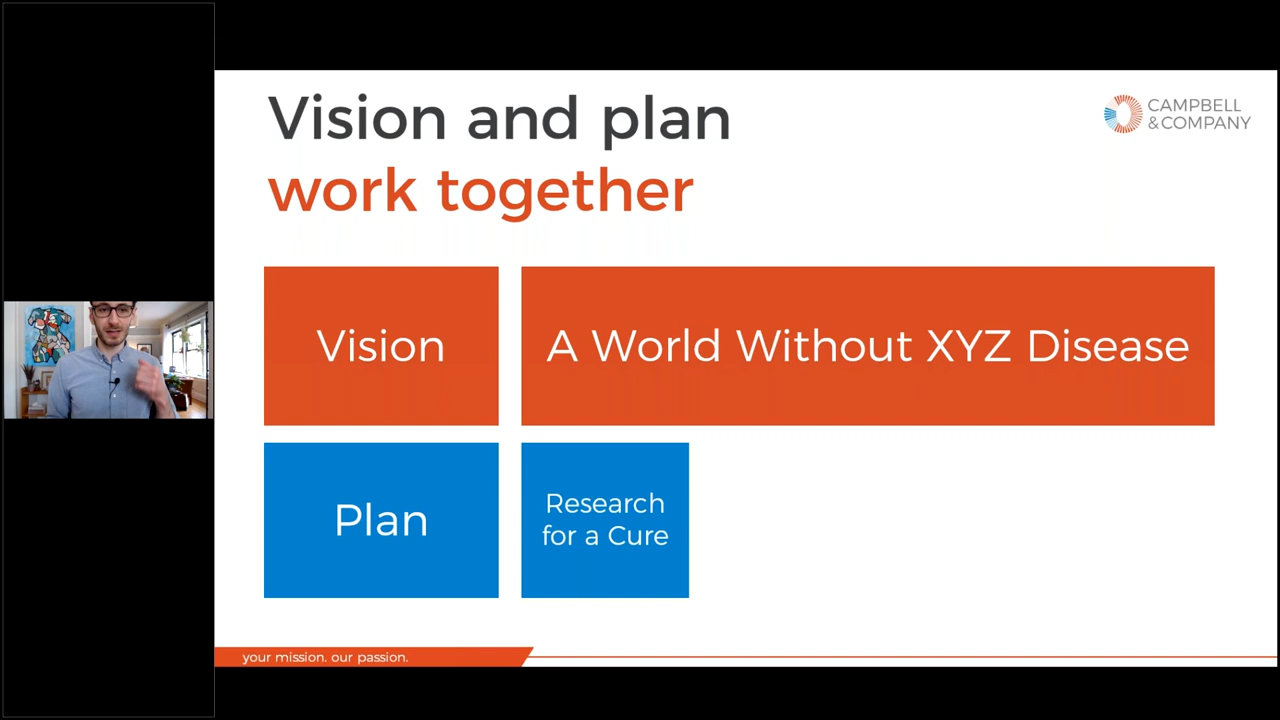 Vision and plan
work together
CAMPBELL
&COMPANY
Vision
A World Without XYZ Disease
Plan
Research
for a Cure
your mission. our passion.